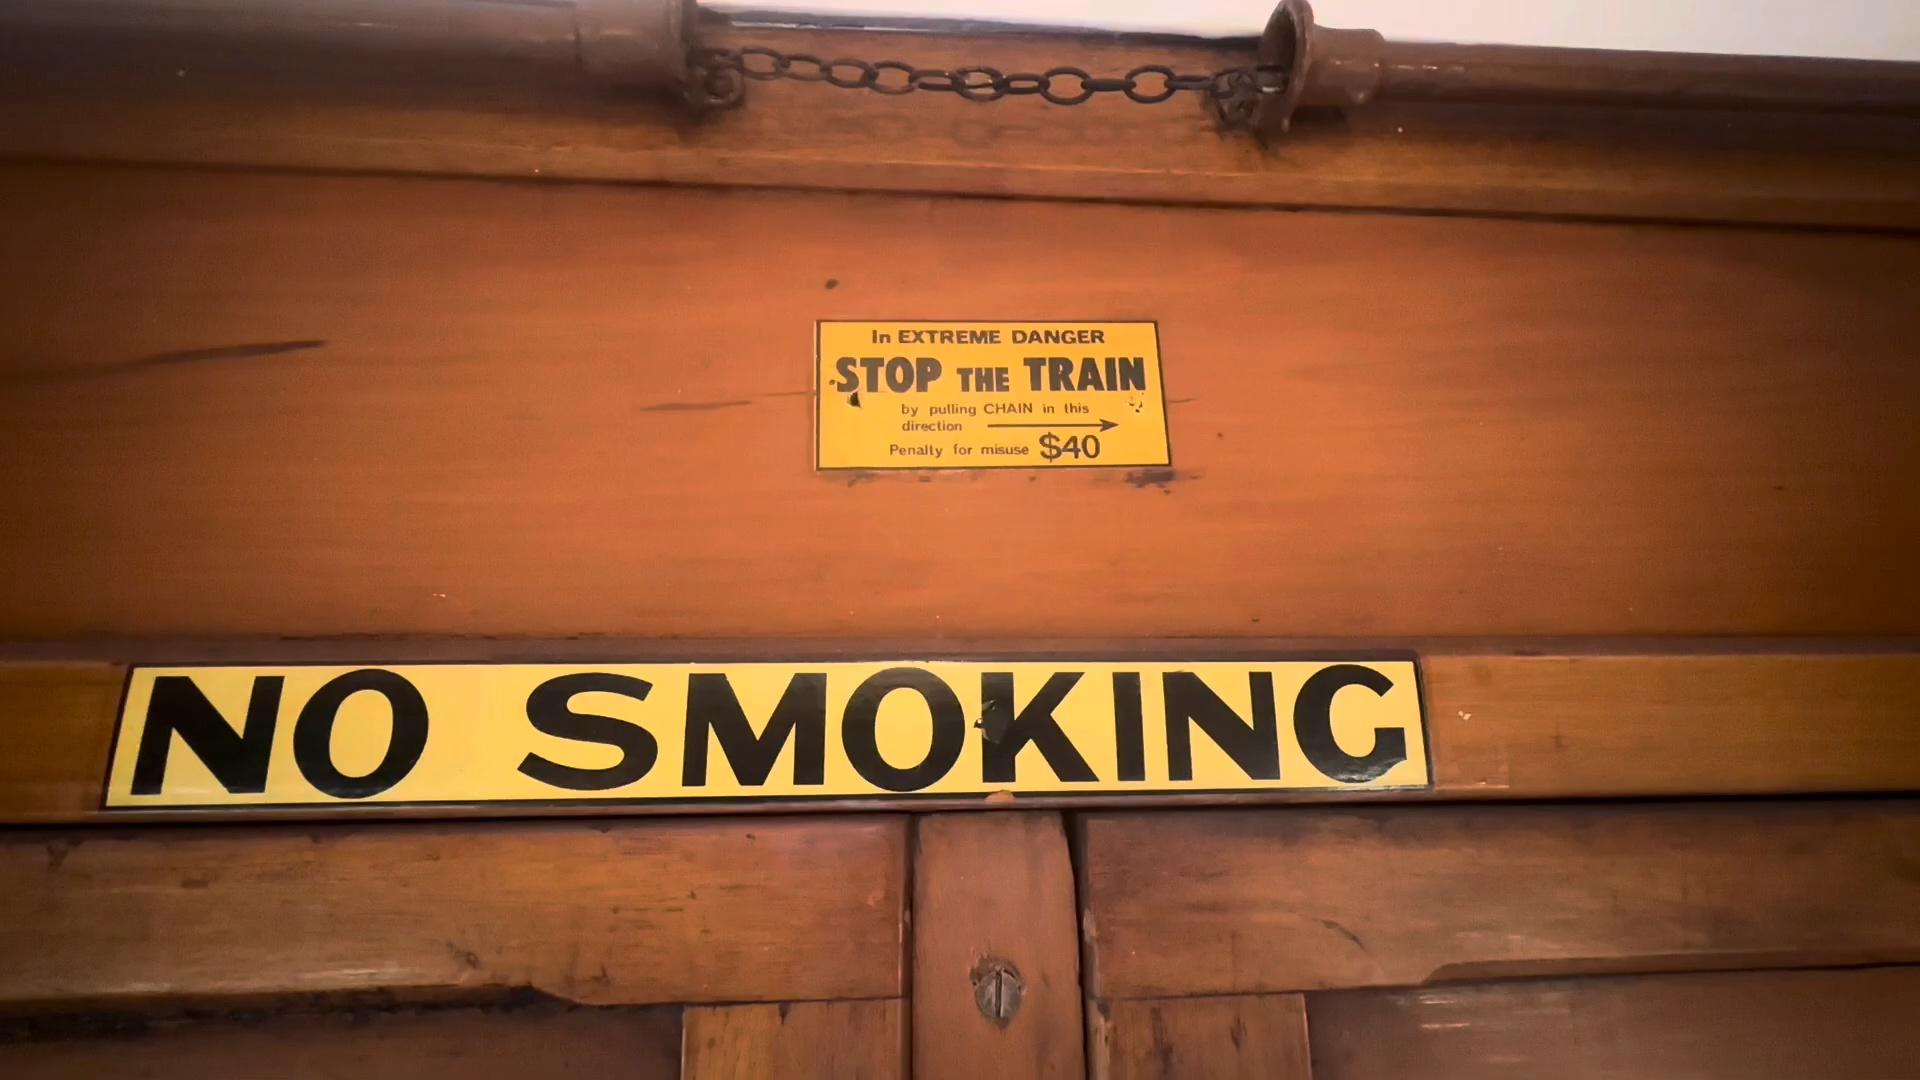 In EXTREME DANGER
STOP THE TRAIN
by pulling CHAIN in this
direction
Penalty for misuse $40
NO SMOKING